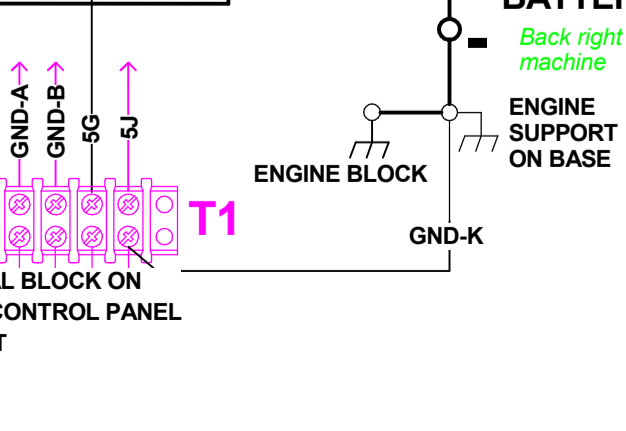 Back right
machine
ENGINE
SUPPORT
ON BASE
ENGINE BLOCK
GND-A
GND-B
5G
5J
T1
GND-K
BLOCK ON
CONTROL PANEL